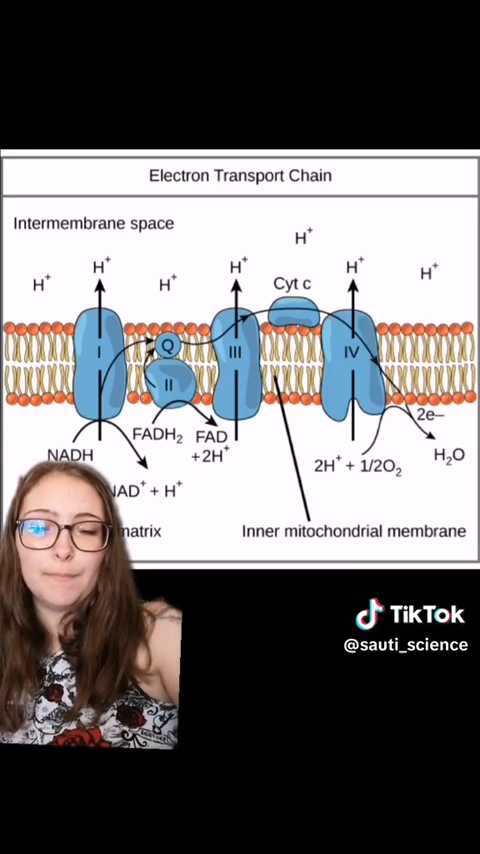 Electron Transport Chain
Intermembrane space
H+
H+
H+
H+
H+
H+
H+
Cyt c
I
Q
II
III
IV
FADH2
FAD
+2H+
NADH
AD+ + H+
2H+ + 1/2O2
2e–
H2O
matrix
Inner mitochondrial membrane
TikTok
@sauti_science